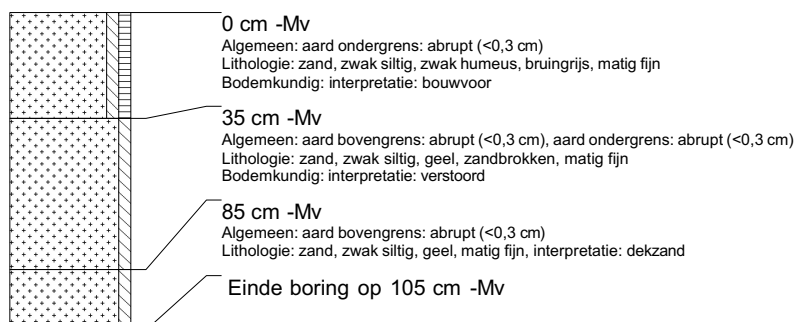 0 cm -Mv
Algemeen: aard ondergrens: abrupt (<0,3 cm)
Lithologie: zand, zwak siltig, zwak humeus, bruingrijs, matig fijn
Bodemkundig: interpretatie: bouwvoor
35 cm -Mv
Algemeen: aard bovengrens: abrupt (<0,3 cm), aard ondergrens: abrupt (<0,3 cm)
Lithologie: zand, zwak siltig, geel, zandbrokken, matig fijn
Bodemkundig: interpretatie: verstoord
85 cm -Mv
Algemeen: aard bovengrens: abrupt (<0,3 cm)
Lithologie: zand, zwak siltig, geel, matig fijn, interpretatie: dekzand
Einde boring op 105 cm -Mv